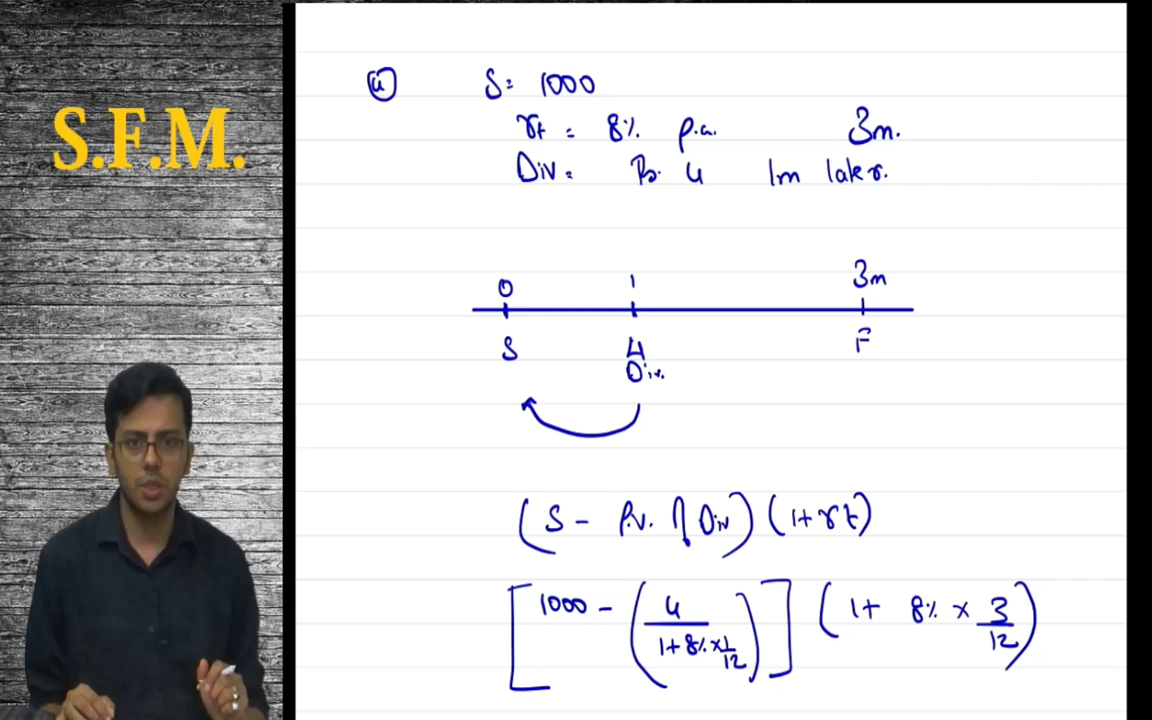 S.F.M.
4) S = 1000
rf = 8% p.a. 3m.
Div = Rs. 4 1m later.
0 1 3m
S 4 F
Div.
(S - P.V. of Div) (1+rt)
[1000 - (4 / (1+8%×1/12))] (1+ 8% × 3/12)